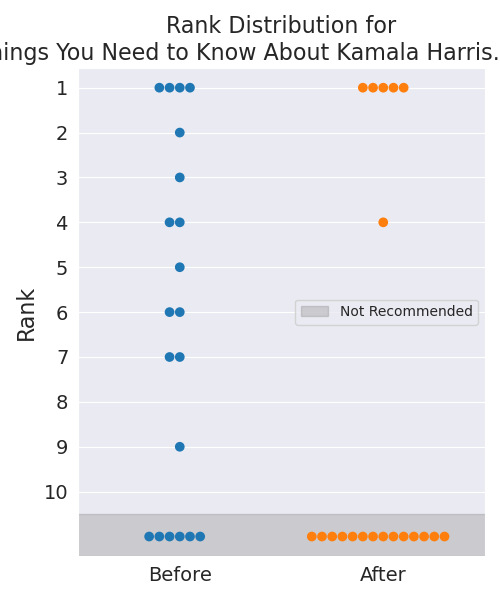 Rank Distribution for
ings You Need to Know About Kamala Harris.
1
2
3
4
5
6
7
8
9
10
Rank
Not Recommended
Before
After